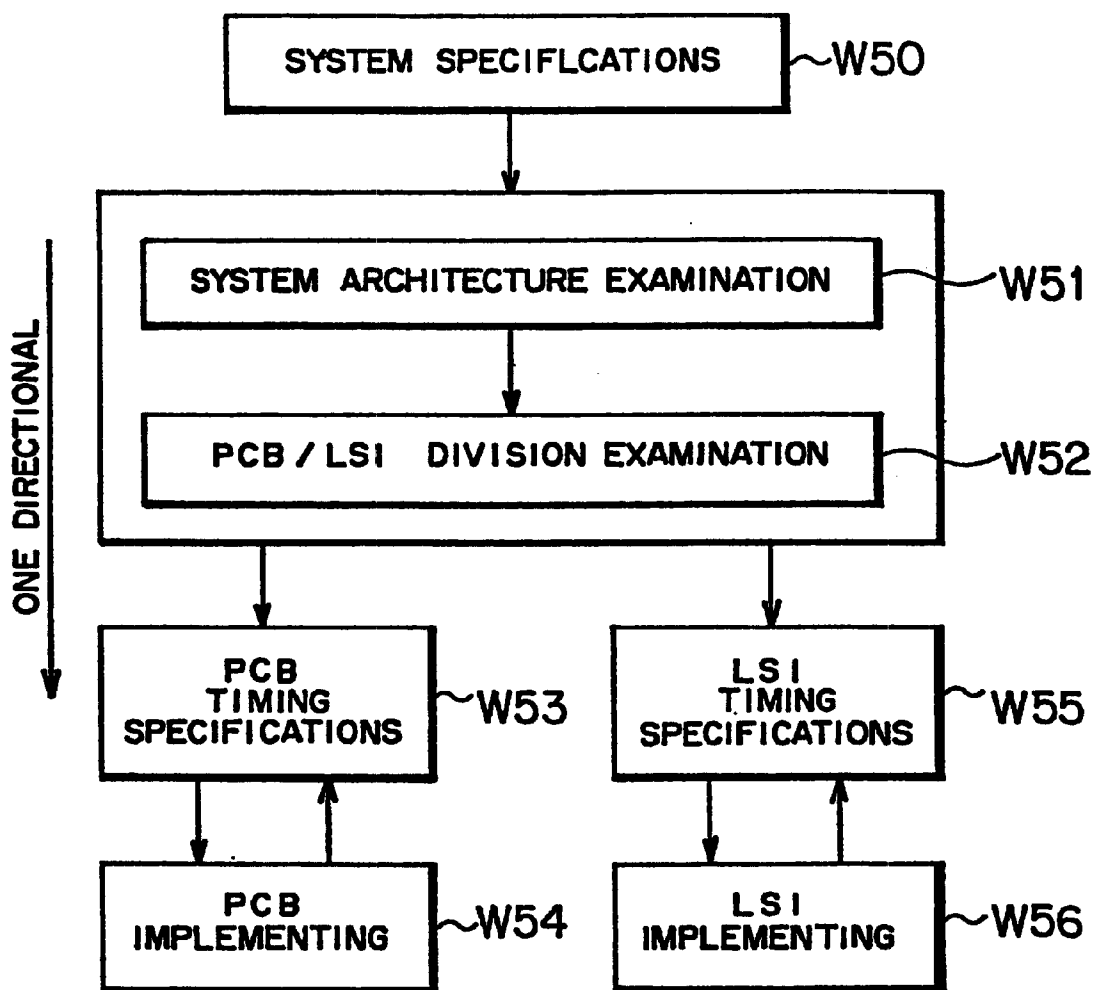 SYSTEM SPECIFLCATIONS
W50
SYSTEM ARCHITECTURE EXAMINATION
W51
PCB / LSI DIVISION EXAMINATION
W52
ONE DIRECTIONAL
PCB
TIMING
SPECIFICATIONS
W53
LSI
TIMING
SPECIFICATIONS
W55
PCB
IMPLEMENTING
W54
LSI
IMPLEMENTING
W56